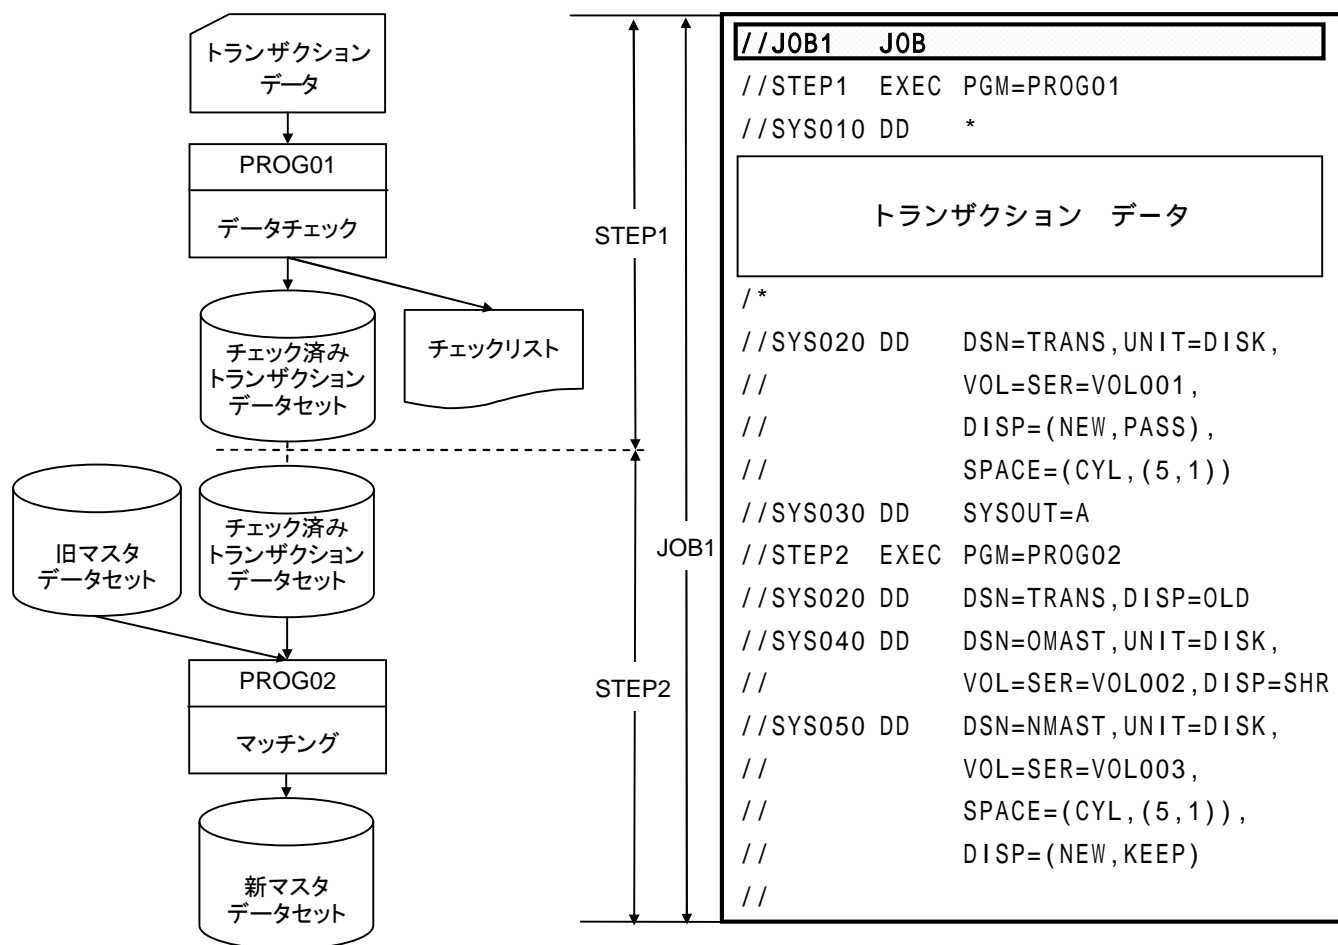 トランザクション
データ
PROG01
データチェック
チェック済み
トランザクション
データセット
チェックリスト
旧マスタ
データセット
チェック済み
トランザクション
データセット
PROG02
マッチング
新マスタ
データセット
STEP1
JOB1
STEP2
//JOB1 JOB
//STEP1 EXEC PGM=PROG01
//SYS010 DD *
トランザクション データ
/*
//SYS020 DD DSN=TRANS,UNIT=DISK,
// VOL=SER=VOL001,
// DISP=(NEW,PASS),
// SPACE=(CYL,(5,1))
//SYS030 DD SYSOUT=A
//STEP2 EXEC PGM=PROG02
//SYS020 DD DSN=TRANS,DISP=OLD
//SYS040 DD DSN=OMAST,UNIT=DISK,
// VOL=SER=VOL002,DISP=SHR
//SYS050 DD DSN=NMAST,UNIT=DISK,
// VOL=SER=VOL003,
// SPACE=(CYL,(5,1)),
// DISP=(NEW,KEEP)
//